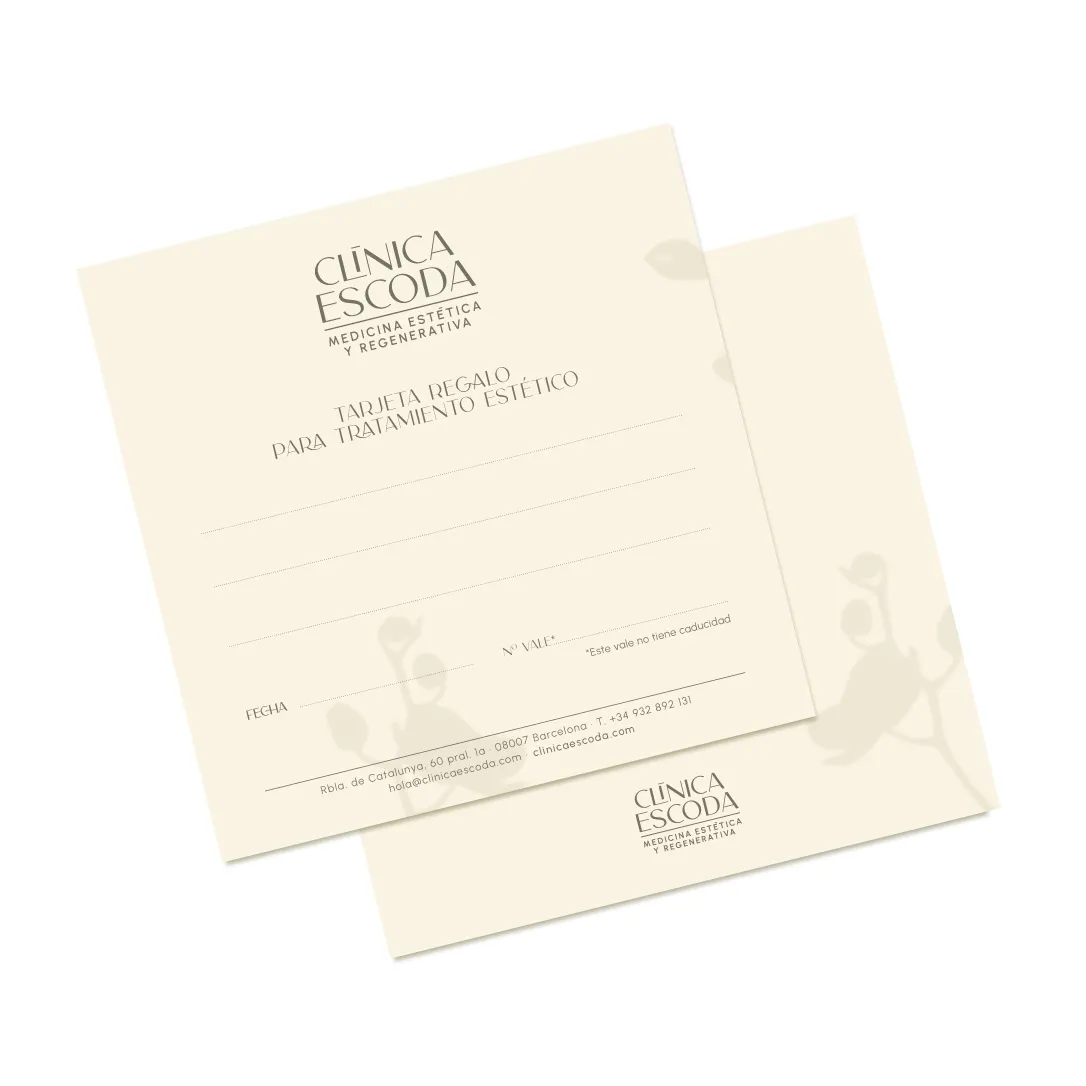 CLĪNICA
ESCODA
MEDICINA ESTÉTICA
Y REGENERATIVA
TARJETA REGALO
PARA TRATAMIENTO ESTÉTICO
Nº VALE*
*Este vale no tiene caducidad
FECHA
Rbla. de Catalunya, 60 pral. 1a · 08007 Barcelona · T. +34 932 892 131
hola@clinicaescoda.com · clinicaescoda.com
CLĪNICA
ESCODA
MEDICINA ESTÉTICA
Y REGENERATIVA